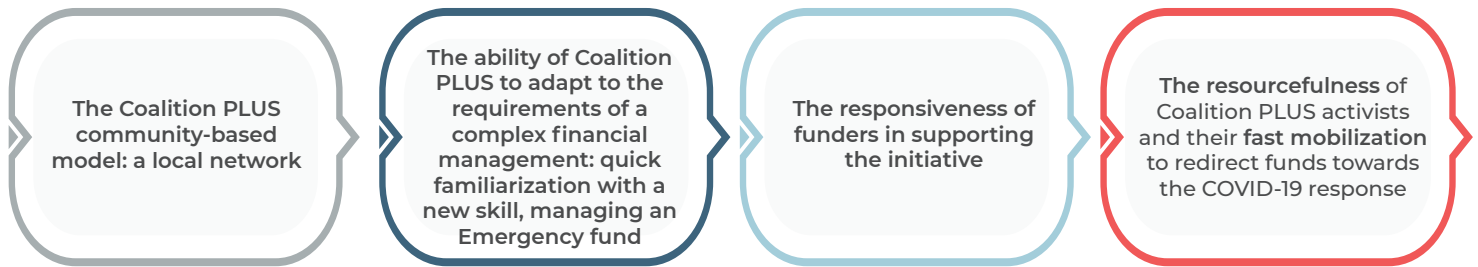 The Coalition PLUS
community-based
model: a local network
The ability of Coalition
PLUS to adapt to the
requirements of a
complex financial
management: quick
familiarization with a
new skill, managing an
Emergency fund
The responsiveness of
funders in supporting
the initiative
The resourcefulness of
Coalition PLUS activists
and their fast mobilization
to redirect funds towards
the COVID-19 response